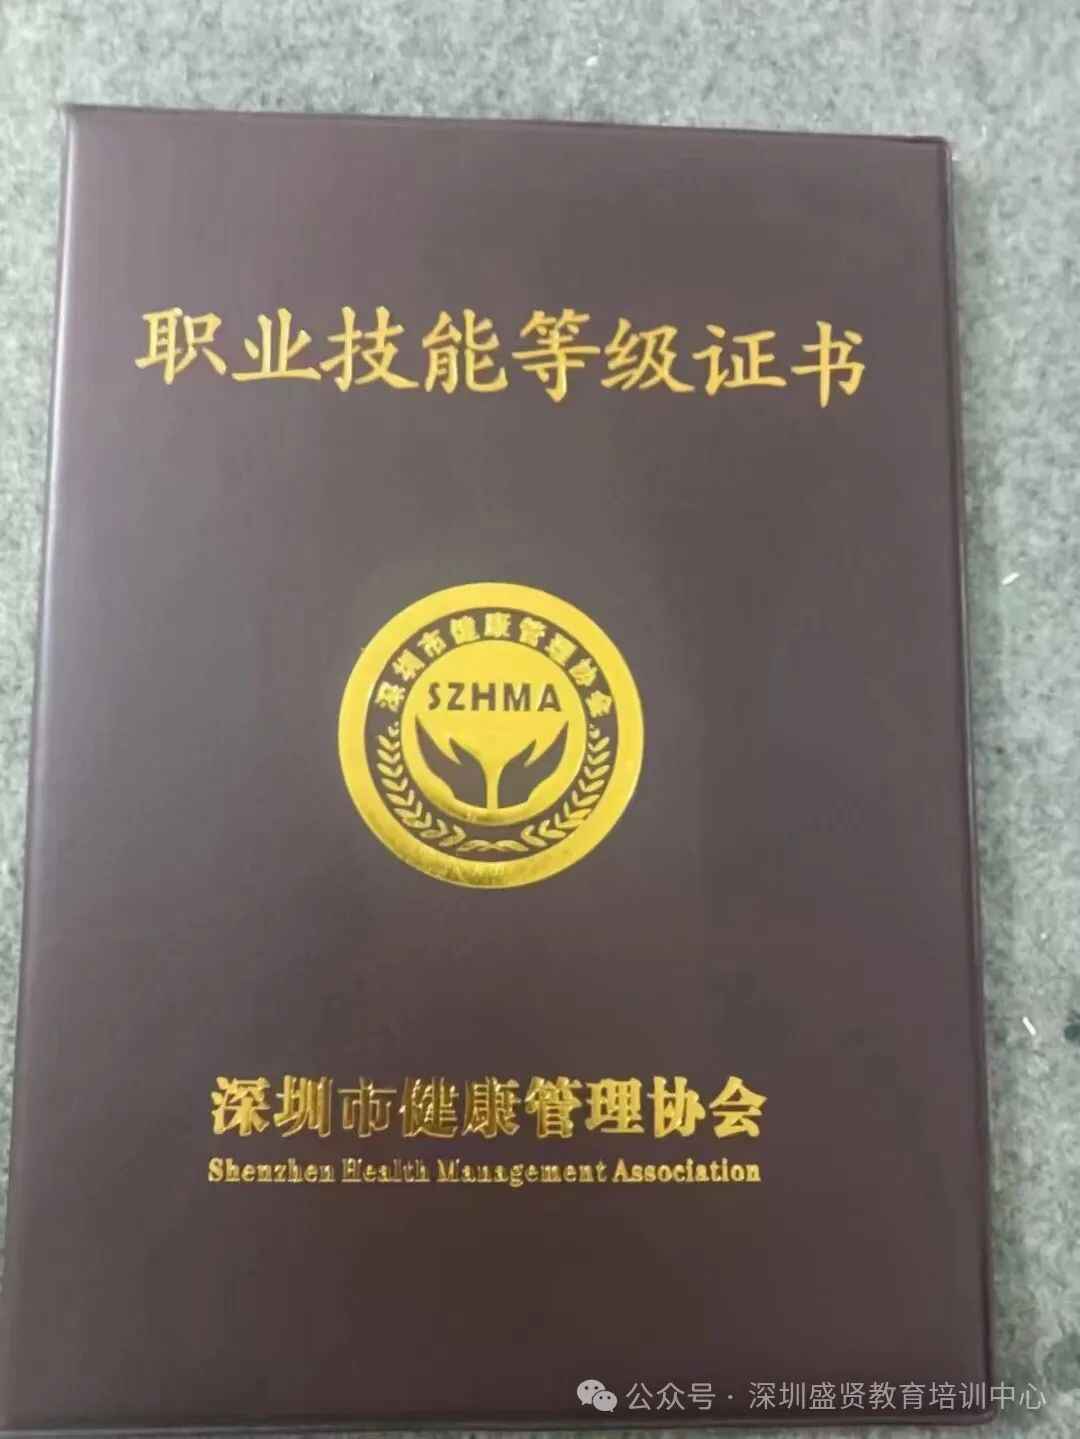 职业技能等级证书
深圳市健康管理协会
SZHMA
深圳市健康管理协会
Shenzhen Health Management Association
公众号 · 深圳盛贤教育培训中心